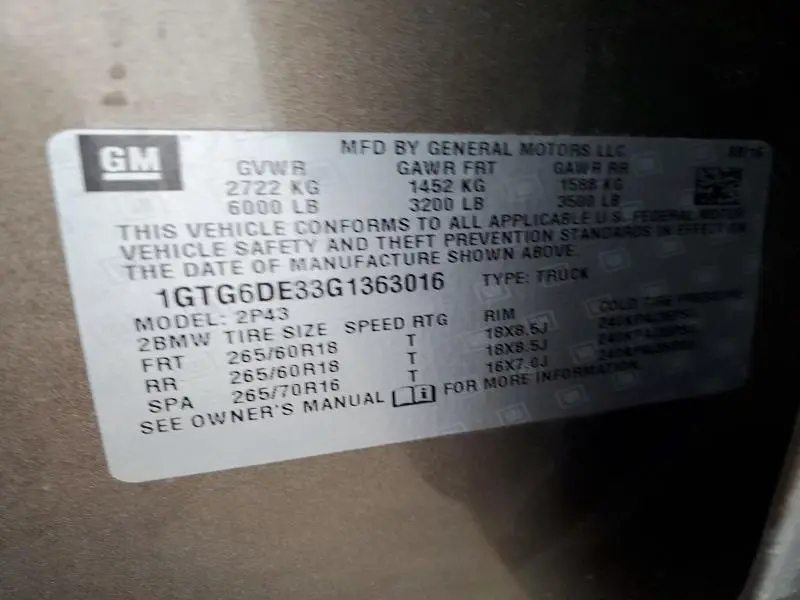 GM
MFD BY GENERAL MOTORS LLC
GVWR GAWR FRT GAWR RR
2722 KG 1452 KG 1588 KG
6000 LB 3200 LB 3500 LB
THIS VEHICLE CONFORMS TO ALL APPLICABLE U.S. FEDERAL MOTOR
VEHICLE SAFETY AND THEFT PREVENTION STANDARDS IN EFFECT ON
THE DATE OF MANUFACTURE SHOWN ABOVE.
1GTG6DE33G1363016 TYPE: TRUCK
MODEL: 2P43
2BMW TIRE SIZE SPEED RTG RIM COLD TIRE PRESSURE
FRT 265/60R18 T 18X8.5J
RR 265/60R18 T 18X8.5J
SPA 265/70R16 T 16X7.0J
SEE OWNER'S MANUAL FOR MORE INFORMATION